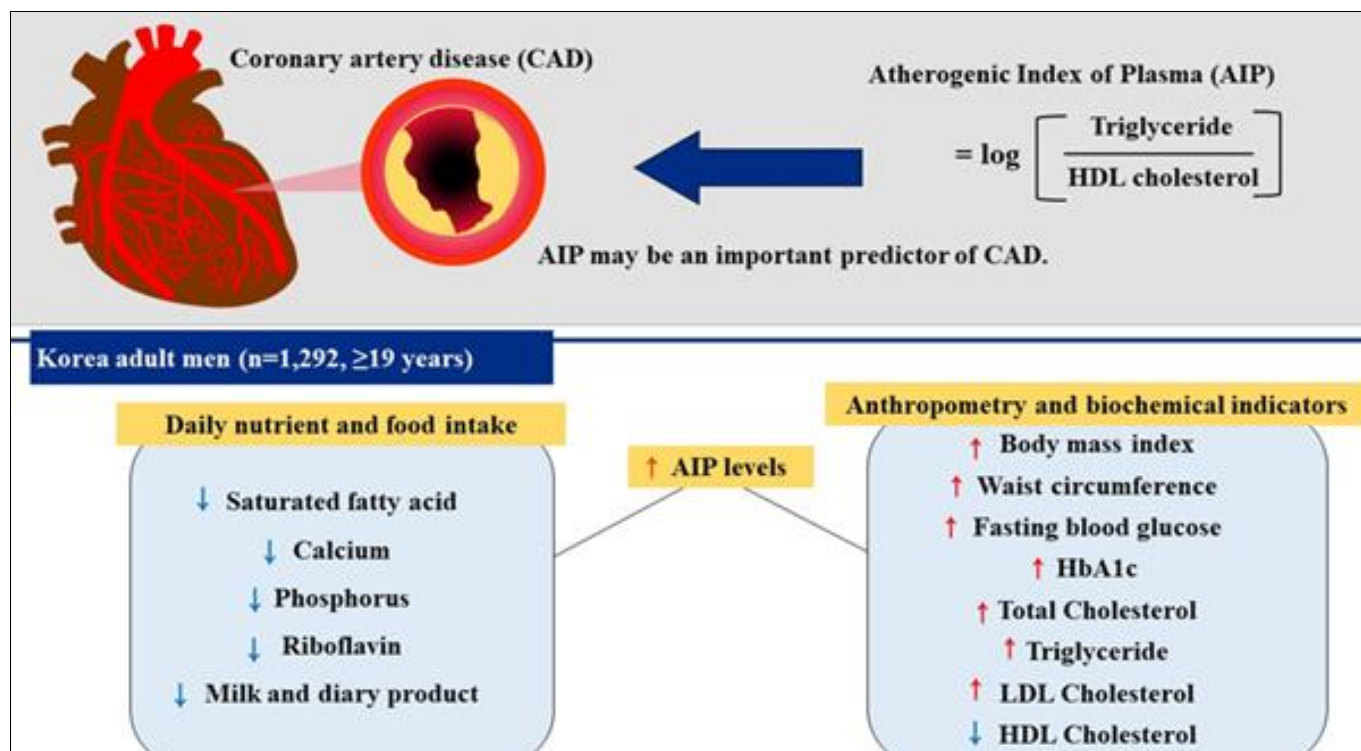 Coronary artery disease (CAD)
Atherogenic Index of Plasma (AIP)
= log [ Triglyceride
HDL cholesterol ]
AIP may be an important predictor of CAD.
Korea adult men (n=1,292, ≥19 years)
Daily nutrient and food intake
↓ Saturated fatty acid
↓ Calcium
↓ Phosphorus
↓ Riboflavin
↓ Milk and diary product
↑ AIP levels
Anthropometry and biochemical indicators
↑ Body mass index
↑ Waist circumference
↑ Fasting blood glucose
↑ HbA1c
↑ Total Cholesterol
↑ Triglyceride
↑ LDL Cholesterol
↓ HDL Cholesterol